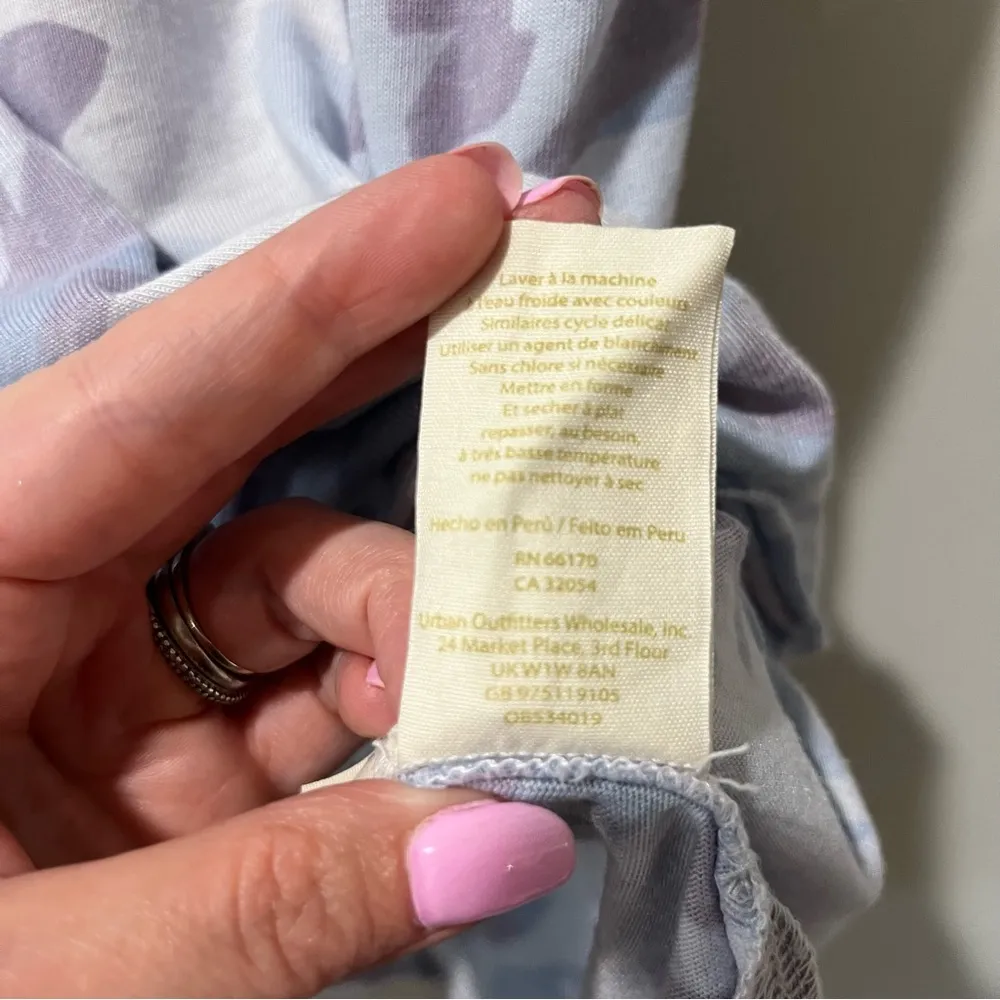 Laver à la machine
à l'eau froide avec couleurs
Similaires cycle délicat
Utiliser un agent de blanchiment
Sans chlore si nécessaire
Mettre en forme
Et secher à plat
repasser, au besoin,
à très basse température
ne pas nettoyer à sec
Hecho en Perù / Feito em Peru
RN 66170
CA 32054
Urban Outfitters Wholesale, Inc.
24 Market Place, 3rd Floor
UK W1W 8AN
GB 975119105
OB534019